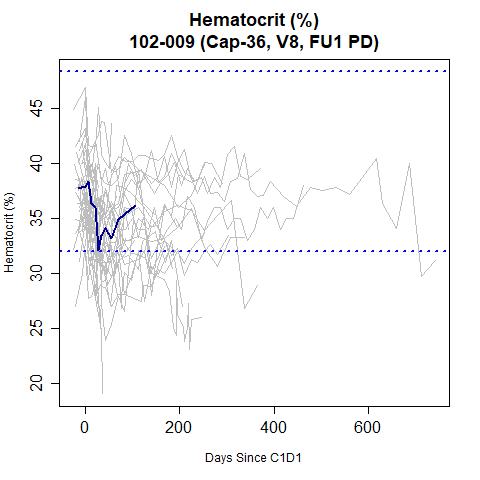 Hematocrit (%)
102-009 (Cap-36, V8, FU1 PD)
Hematocrit (%)
45
40
35
30
25
20
0 200 400 600
Days Since C1D1